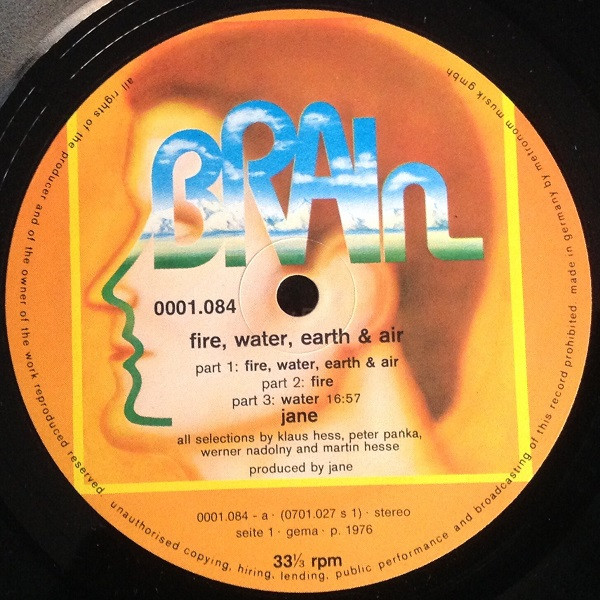 BRAIn
0001.084
fire, water, earth & air
part 1: fire, water, earth & air
part 2: fire
part 3: water 16:57
jane
all selections by klaus hess, peter panka,
werner nadolny and martin hesse
produced by jane
0001.084 - a · (0701.027 s 1) · stereo
seite 1 · gema · p. 1976
33⅓ rpm
all rights of the producer and of the owner of the work reproduced reserved. unauthorised copying, hiring, lending, public performance and broadcasting of this record prohibited made in germany by metronom musik gmbh